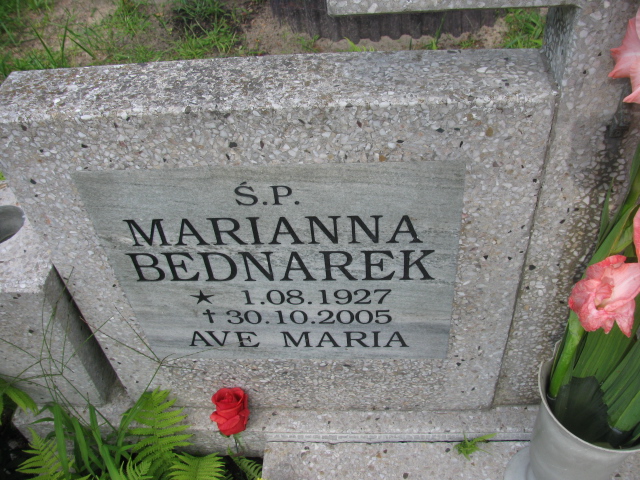 Ś.P.
MARIANNA
BEDNAREK
★ 1.08.1927
† 30.10.2005
AVE MARIA